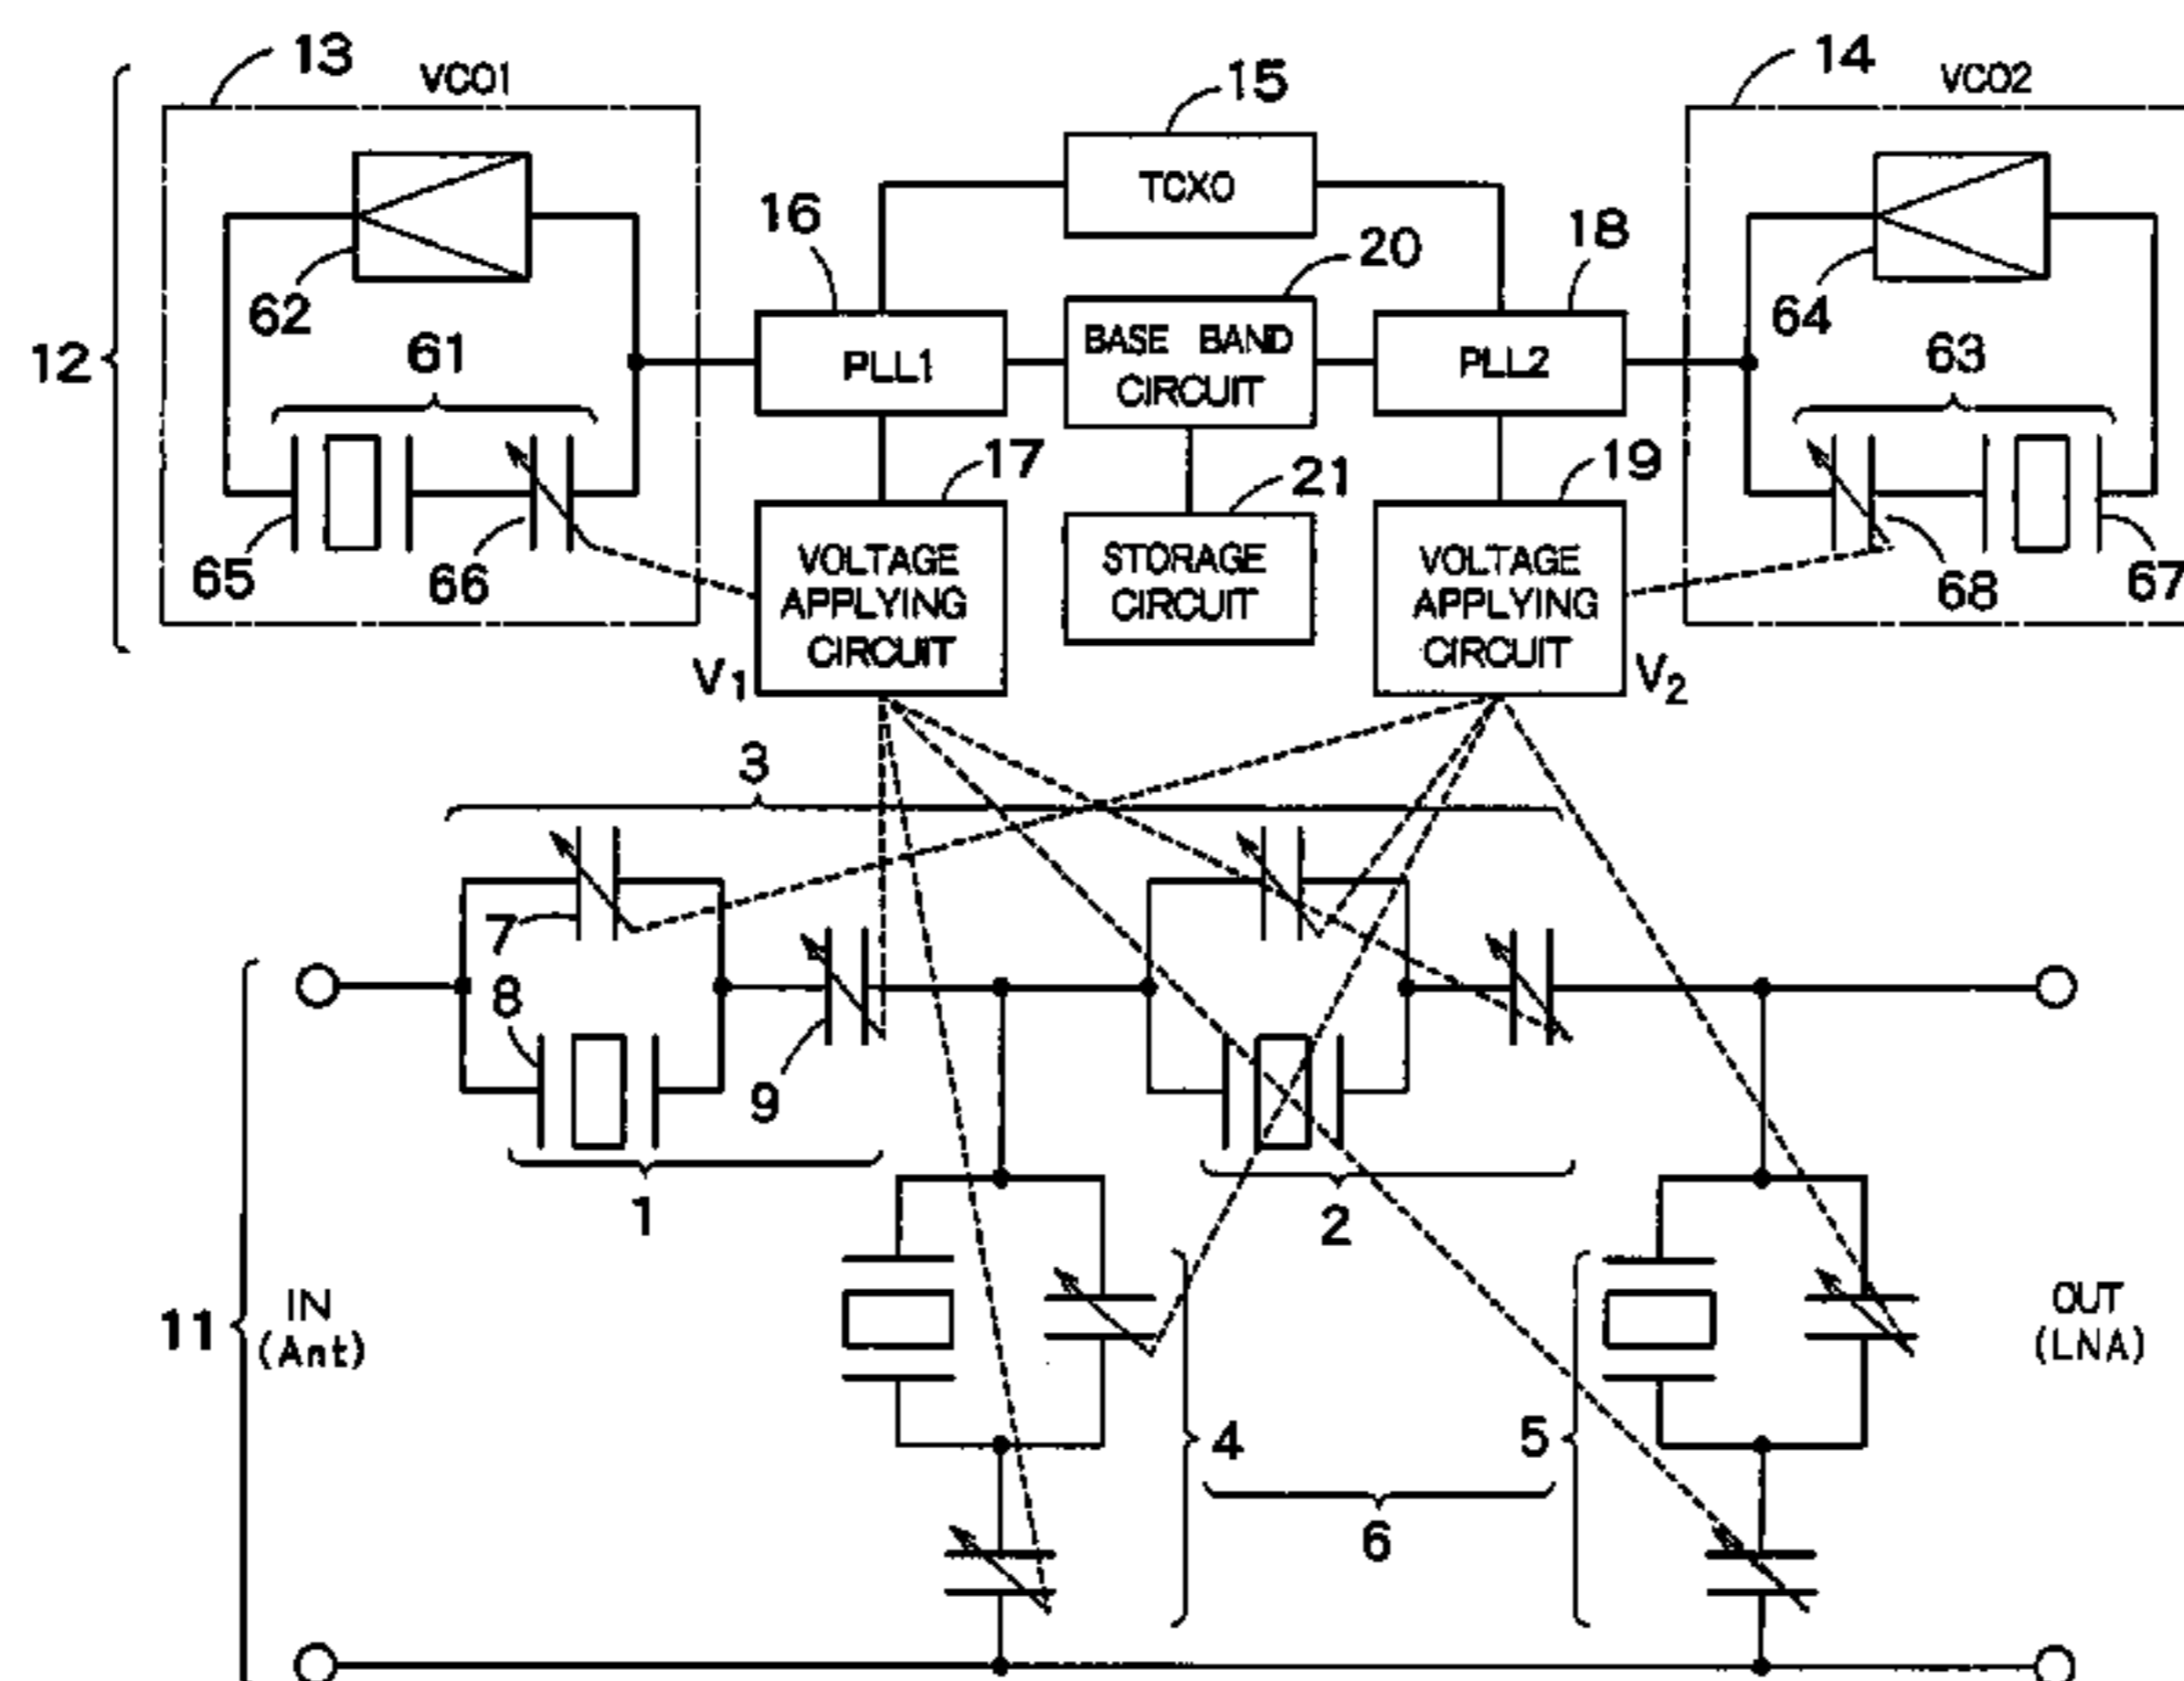 13
VCO1
15
14
VCO2
TCXO
16
18
20
62
64
12
61
PLL1
BASE BAND
CIRCUIT
PLL2
63
17
21
19
65
66
VOLTAGE
APPLYING
CIRCUIT
STORAGE
CIRCUIT
VOLTAGE
APPLYING
CIRCUIT
68
67
V1
V2
3
7
8
9
1
2
11
IN
(Ant)
OUT
(LNA)
4
5
6